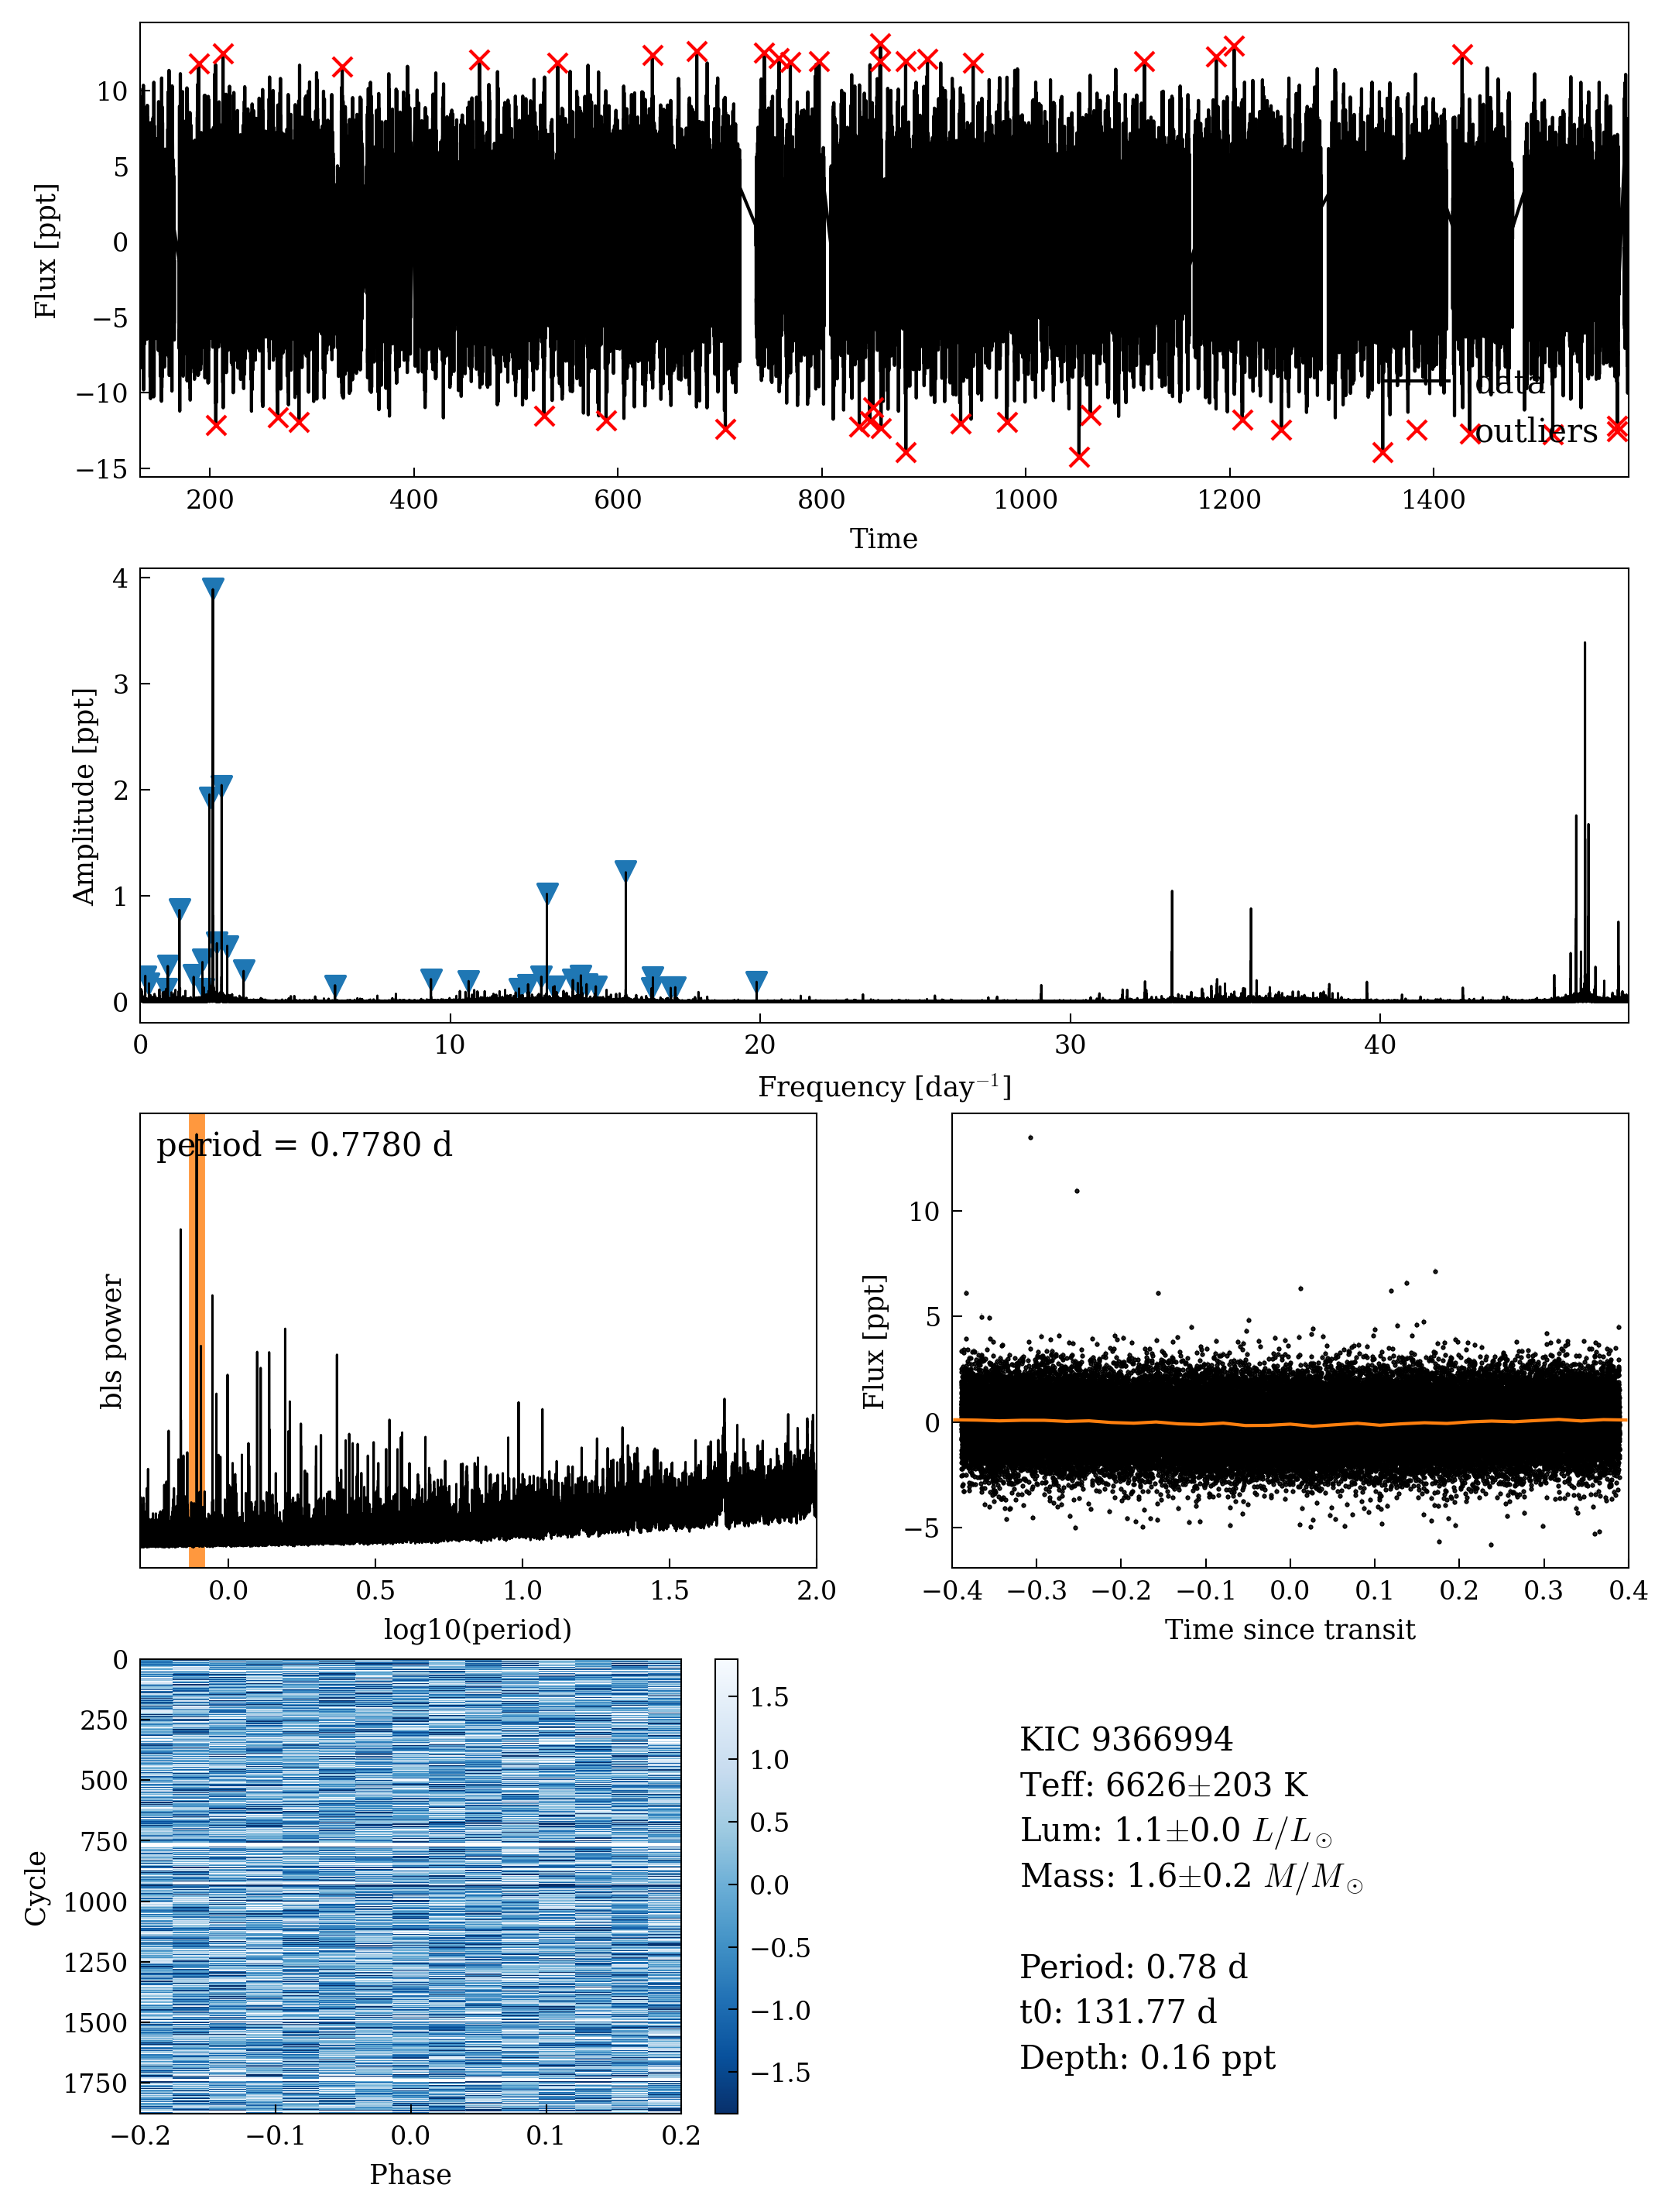 10
5
0
−5
−10
−15
Flux [ppt]
data
outliers
200 400 600 800 1000 1200 1400
Time
4
3
2
1
0
Amplitude [ppt]
0 10 20 30 40
Frequency [day−1]
period = 0.7780 d
bls power
0.0 0.5 1.0 1.5 2.0
log10(period)
10
5
0
−5
Flux [ppt]
−0.4 −0.3 −0.2 −0.1 0.0 0.1 0.2 0.3 0.4
Time since transit
0
250
500
750
1000
1250
1500
1750
Cycle
−0.2 −0.1 0.0 0.1 0.2
Phase
1.5
1.0
0.5
0.0
−0.5
−1.0
−1.5
KIC 9366994
Teff: 6626±203 K
Lum: 1.1±0.0 L/L⊙
Mass: 1.6±0.2 M/M⊙
Period: 0.78 d
t0: 131.77 d
Depth: 0.16 ppt